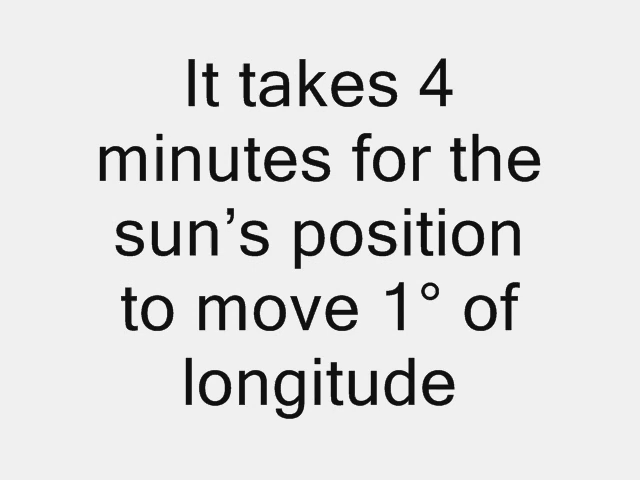 It takes 4
minutes for the
sun’s position
to move 1° of
longitude